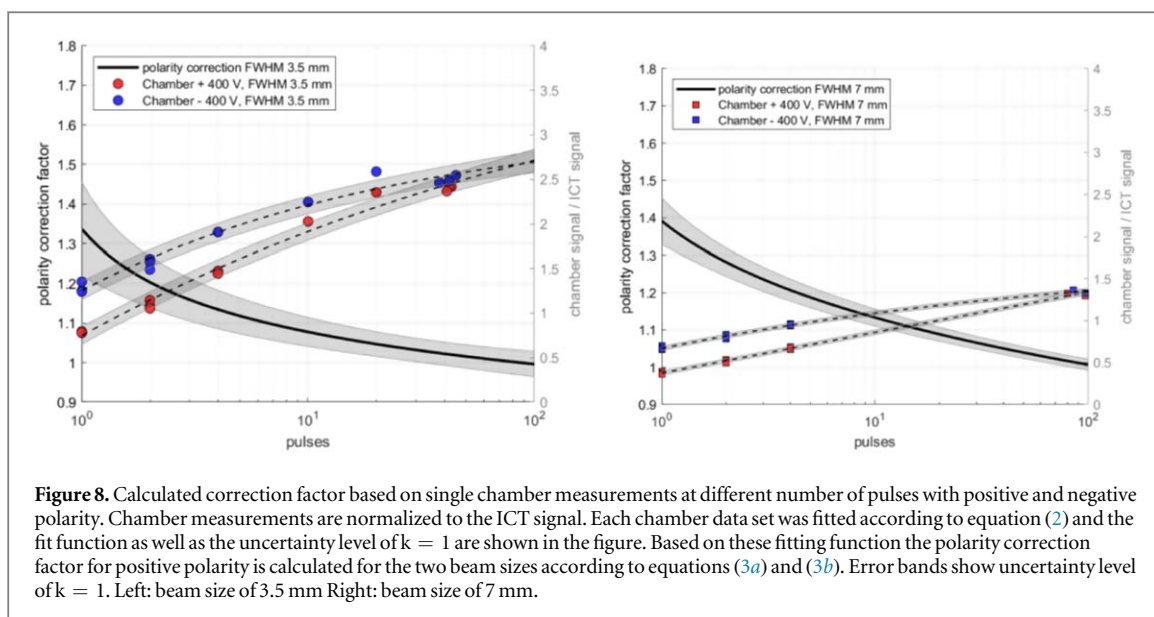 1.8
1.7
1.6
1.5
1.4
1.3
1.2
1.1
1
0.9
polarity correction factor
polarity correction FWHM 3.5 mm
Chamber + 400 V, FWHM 3.5 mm
Chamber - 400 V, FWHM 3.5 mm
4
3.5
3
2.5
2
1.5
1
0.5
0
chamber signal / ICT signal
10^0
10^1
10^2
pulses
1.8
1.7
1.6
1.5
1.4
1.3
1.2
1.1
1
0.9
polarity correction factor
polarity correction FWHM 7 mm
Chamber + 400 V, FWHM 7 mm
Chamber - 400 V, FWHM 7 mm
4
3.5
3
2.5
2
1.5
1
0.5
0
chamber signal / ICT signal
10^0
10^1
10^2
pulses
Figure 8. Calculated correction factor based on single chamber measurements at different number of pulses with positive and negative
polarity. Chamber measurements are normalized to the ICT signal. Each chamber data set was fitted according to equation (2) and the
fit function as well as the uncertainty level of k = 1 are shown in the figure. Based on these fitting function the polarity correction
factor for positive polarity is calculated for the two beam sizes according to equations (3a) and (3b). Error bands show uncertainty level
of k = 1. Left: beam size of 3.5 mm Right: beam size of 7 mm.